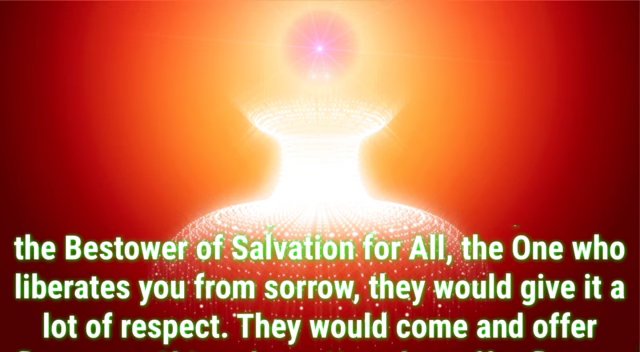 the Bestower of Salvation for All, the One who
liberates you from sorrow, they would give it a
lot of respect. They would come and offer